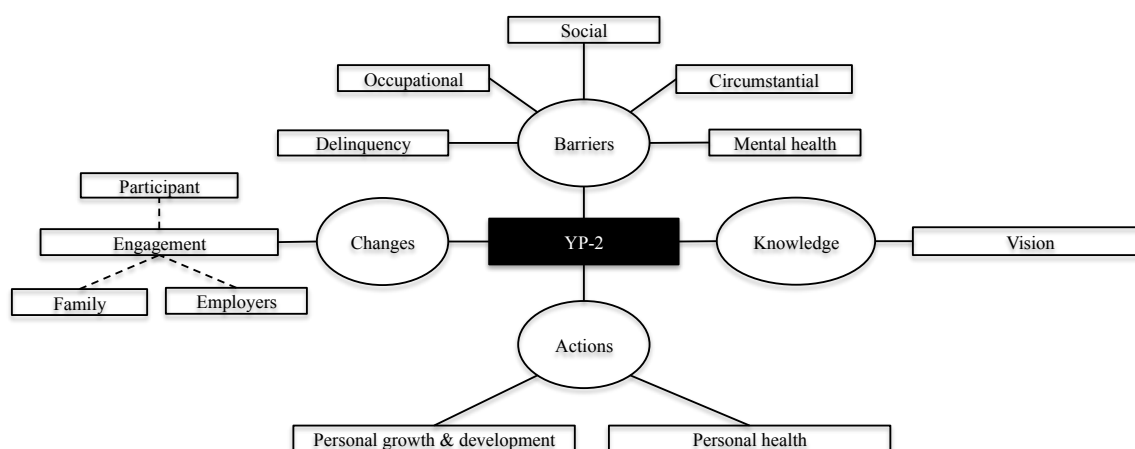 Social
Occupational
Circumstantial
Delinquency
Barriers
Mental health
Participant
Engagement
Changes
YP-2
Knowledge
Vision
Family
Employers
Actions
Personal growth & development
Personal health